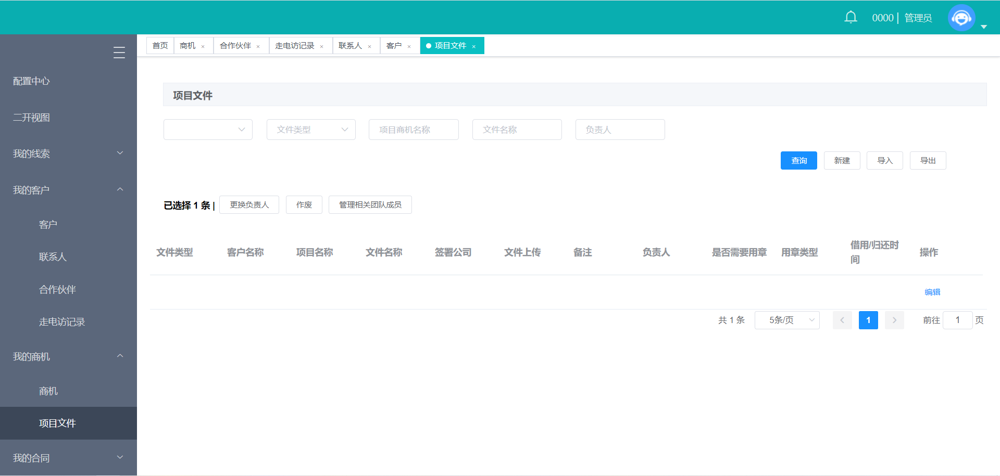 0000 | 管理员
首页 商机 × 合作伙伴 × 走电访记录 × 联系人 × 客户 × 项目文件 ×
配置中心
二开视图
我的线索
我的客户
客户
联系人
合作伙伴
走电访记录
我的商机
商机
项目文件
我的合同
项目文件
文件类型 项目商机名称 文件名称 负责人
查询 新建 导入 导出
已选择 1 条 | 更换负责人 作废 管理相关团队成员
文件类型 客户名称 项目名称 文件名称 签署公司 文件上传 备注 负责人 是否需要用章 用章类型 借用/归还时
间 操作
编辑
共 1 条 5条/页 1 前往 1 页